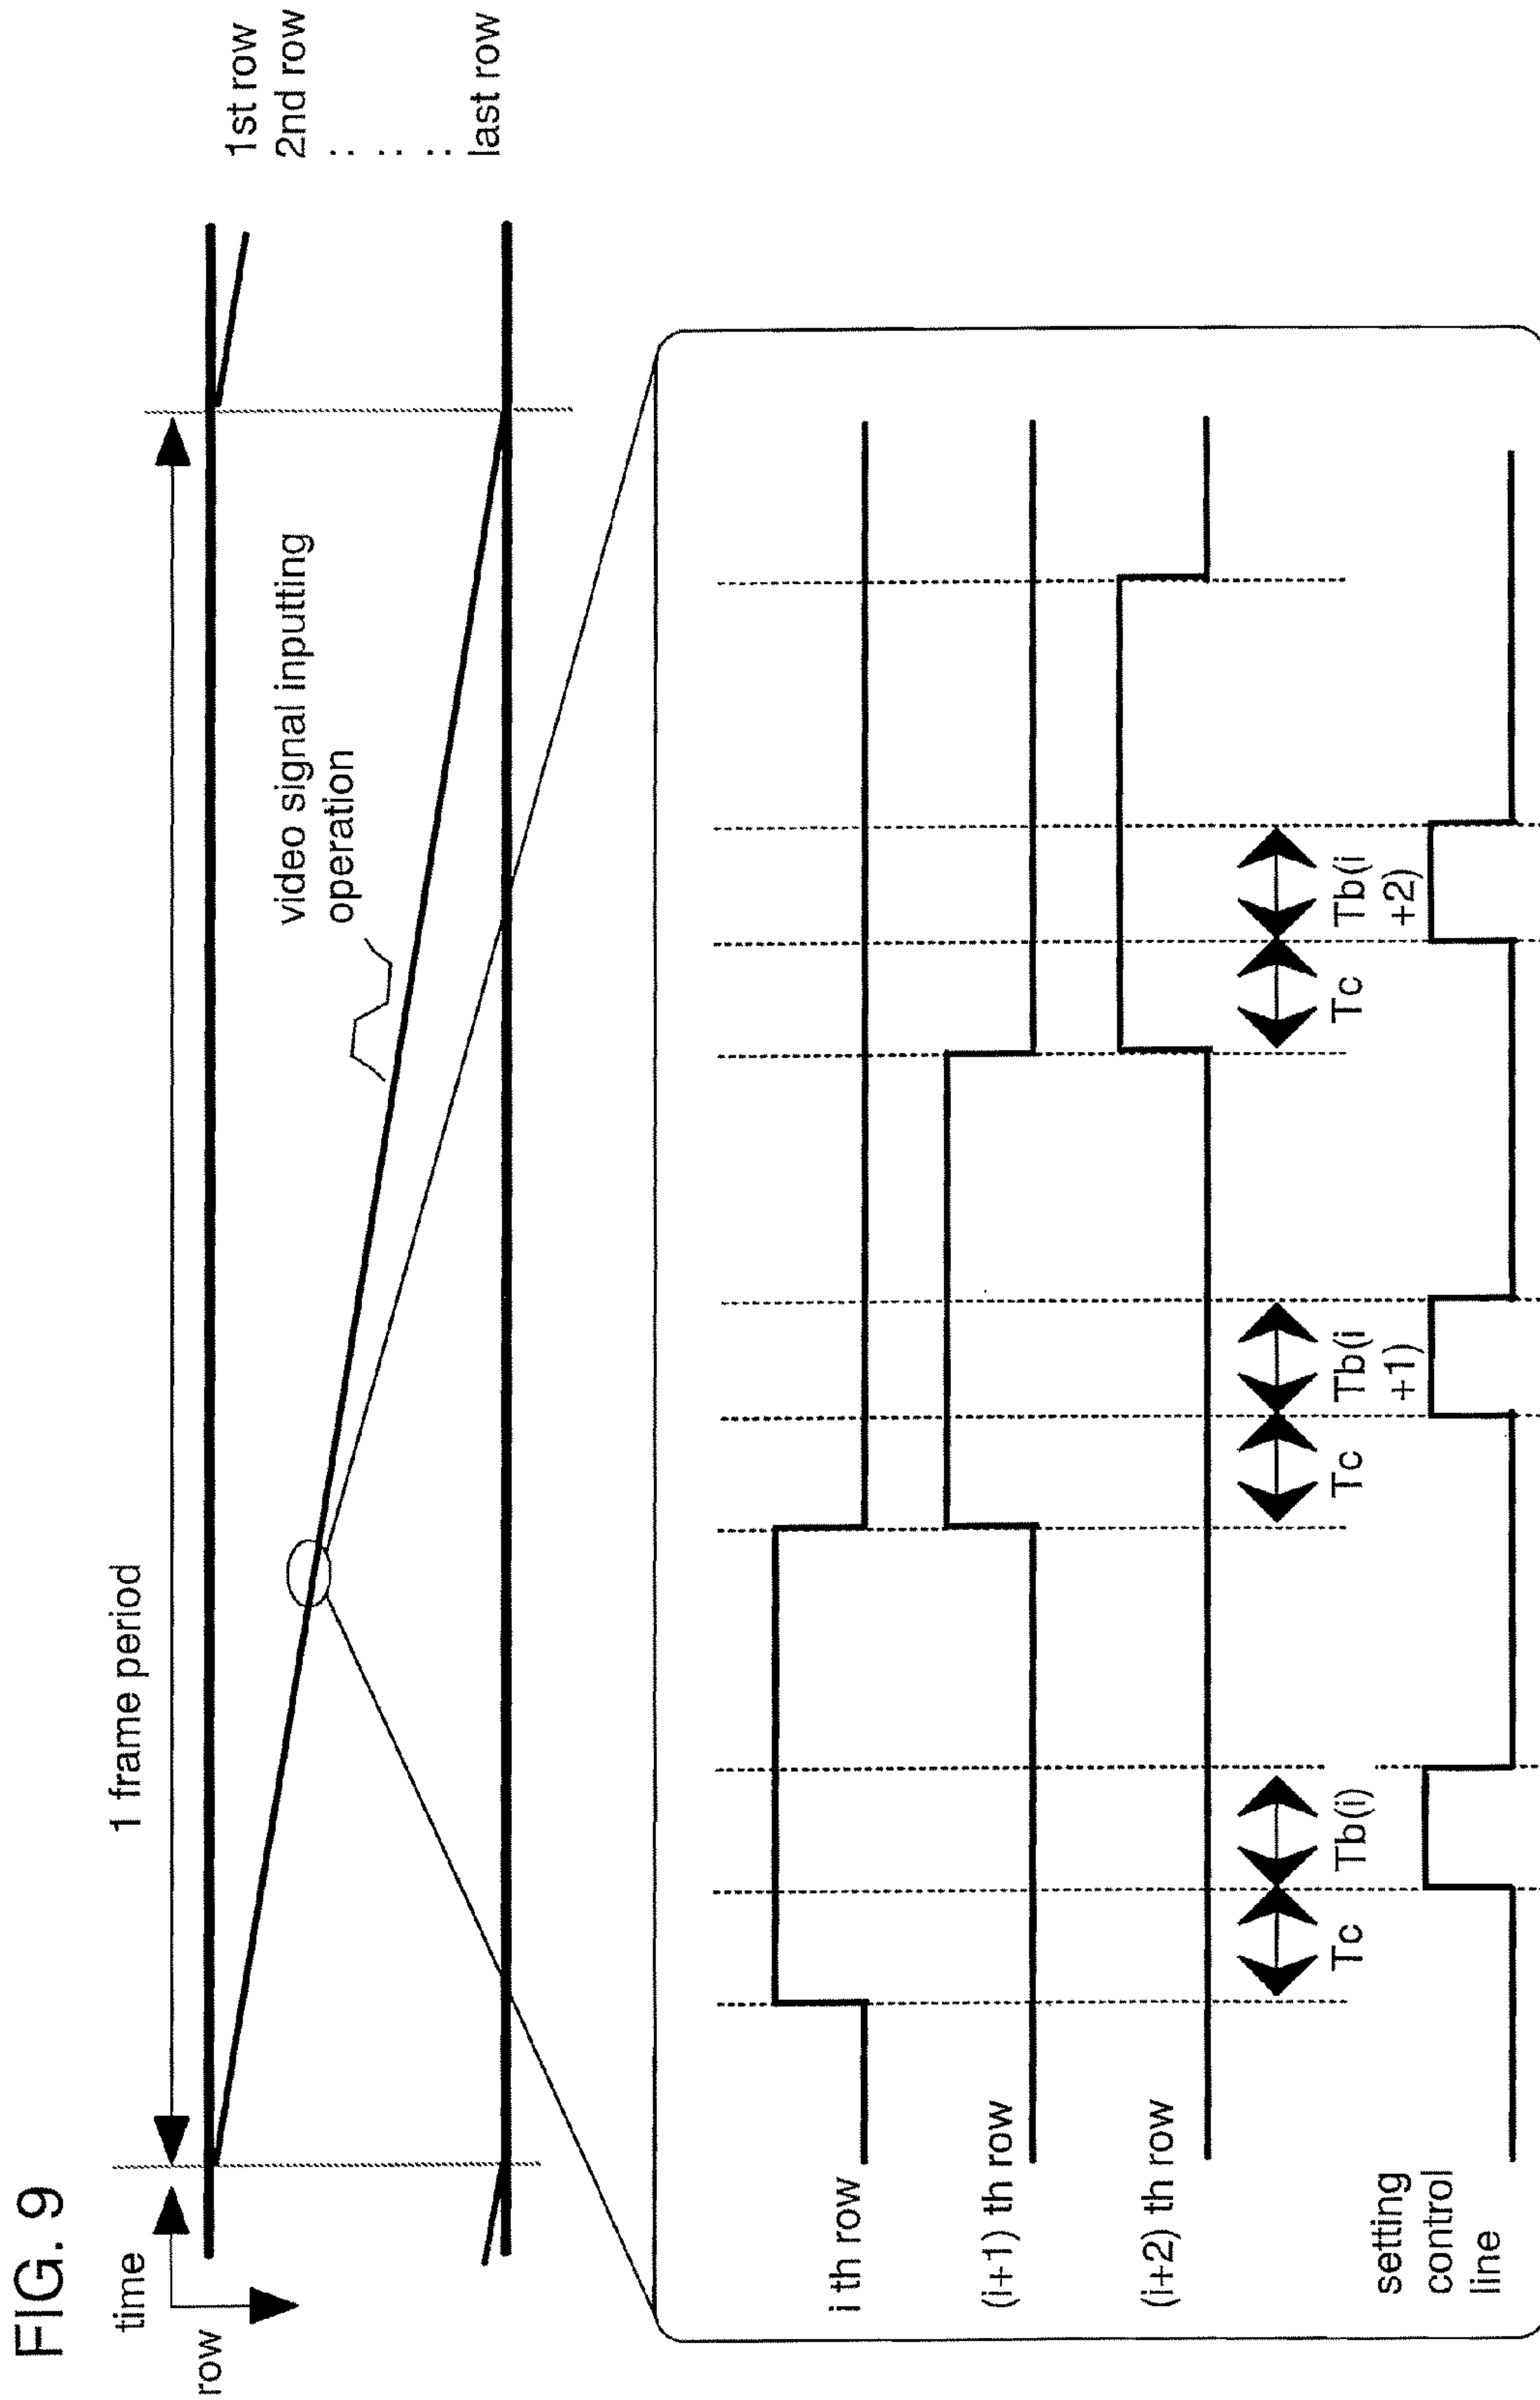 FIG. 9
time
row
1 frame period
video signal inputting
operation
1st row
2nd row
: : :
last row
i th row
(i+1) th row
(i+2) th row
Tc
Tb(i)
Tc
Tb(i
+1)
Tc
Tb(i
+2)
setting
control
line